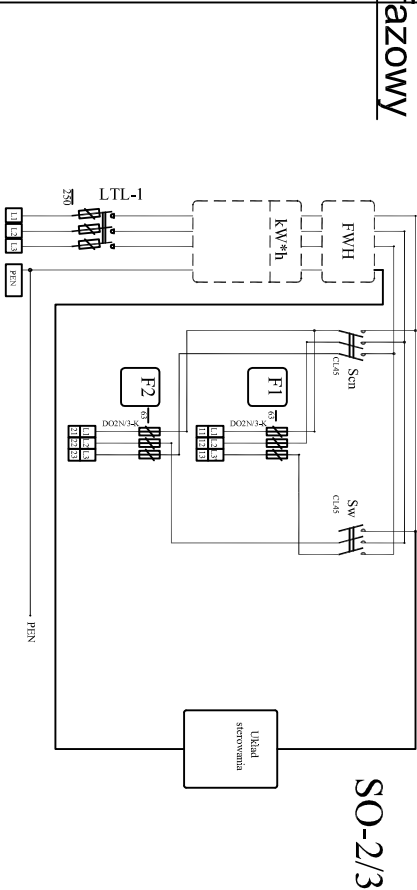 azowy
SO-2/3
LTL-1
250
L1
L2
L3
PEN
kW*h
FWH
Scn
CL45
Sw
CL45
F1
63
DO2N/3-K
L1
L2
L3
11
12
13
F2
63
DO2N/3-K
L1
L2
L3
21
22
23
Układ
sterowania
PEN